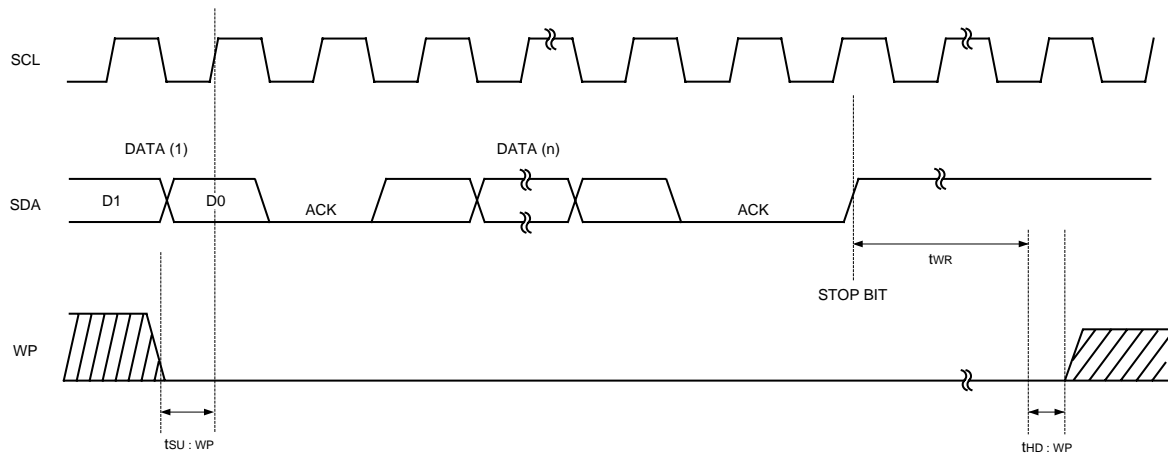 SCL
DATA (1)
DATA (n)
SDA
D1
D0
ACK
ACK
tWR
STOP BIT
WP
tSU : WP
tHD : WP